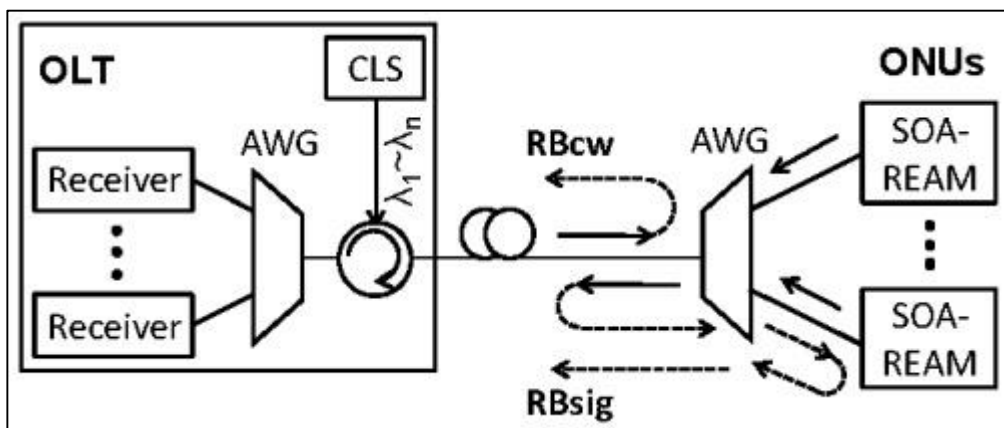 OLT
CLS
ONUs
AWG
λ1~λn
RBcw
AWG
SOA-
REAM
Receiver
Receiver
SOA-
REAM
RBsig